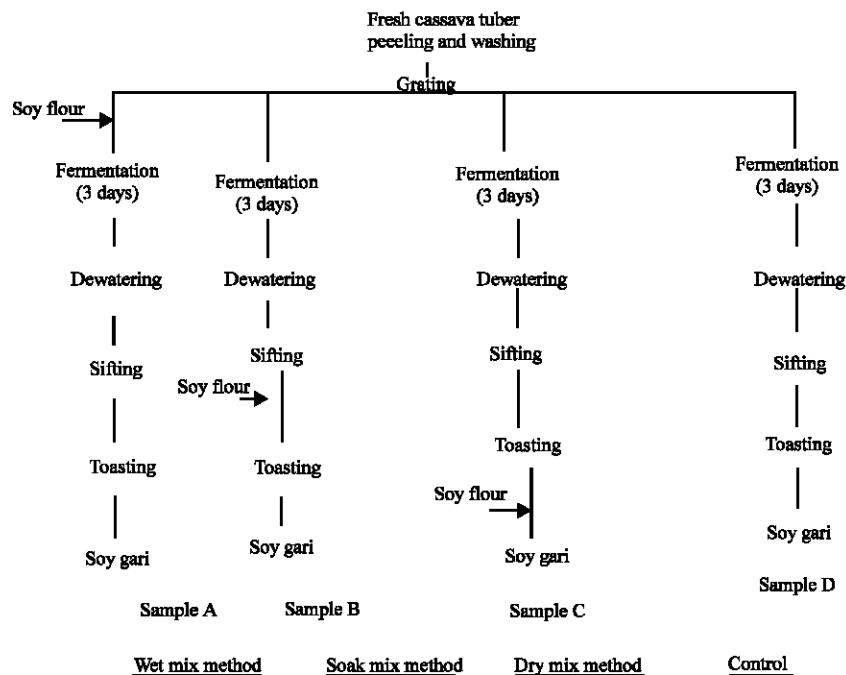 Fresh cassava tuber
peeeling and washing
Grating
Soy flour
Fermentation
(3 days)
Dewatering
Sifting
Toasting
Soy gari
Sample A
Wet mix method
Fermentation
(3 days)
Dewatering
Sifting
Soy flour
Toasting
Soy gari
Sample B
Soak mix method
Fermentation
(3 days)
Dewatering
Sifting
Toasting
Soy flour
Soy gari
Sample C
Dry mix method
Fermentation
(3 days)
Dewatering
Sifting
Toasting
Soy gari
Sample D
Control